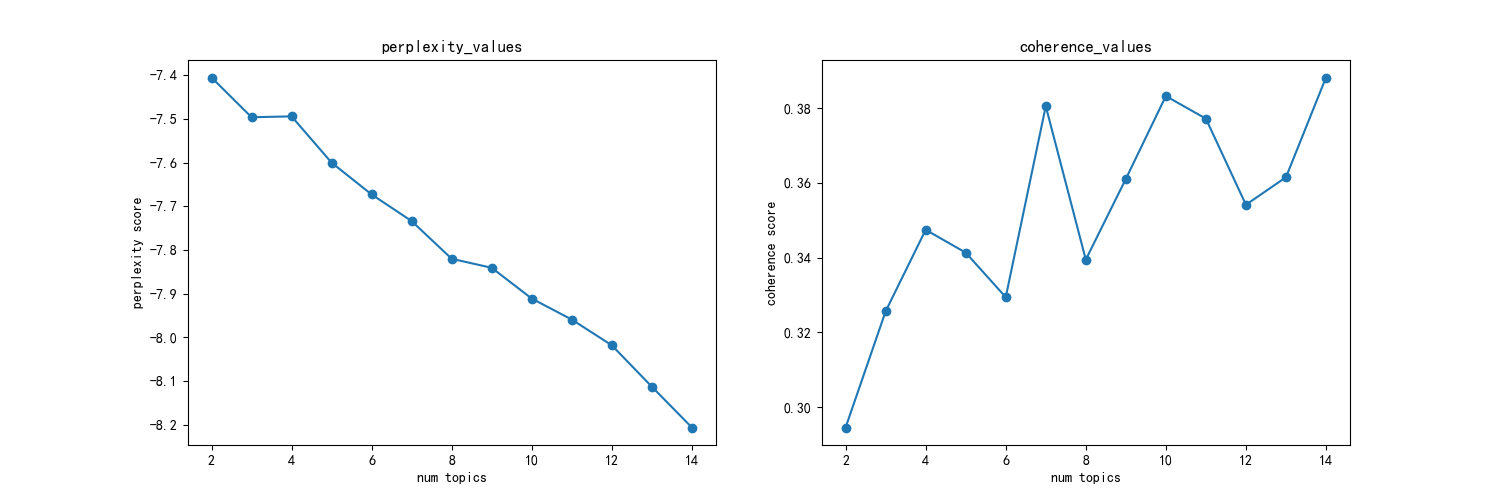 perplexity_values
-7.4
-7.5
-7.6
-7.7
-7.8
-7.9
-8.0
-8.1
-8.2
perplexity score
2 4 6 8 10 12 14
num topics
coherence_values
0.38
0.36
0.34
0.32
0.30
coherence score
2 4 6 8 10 12 14
num topics